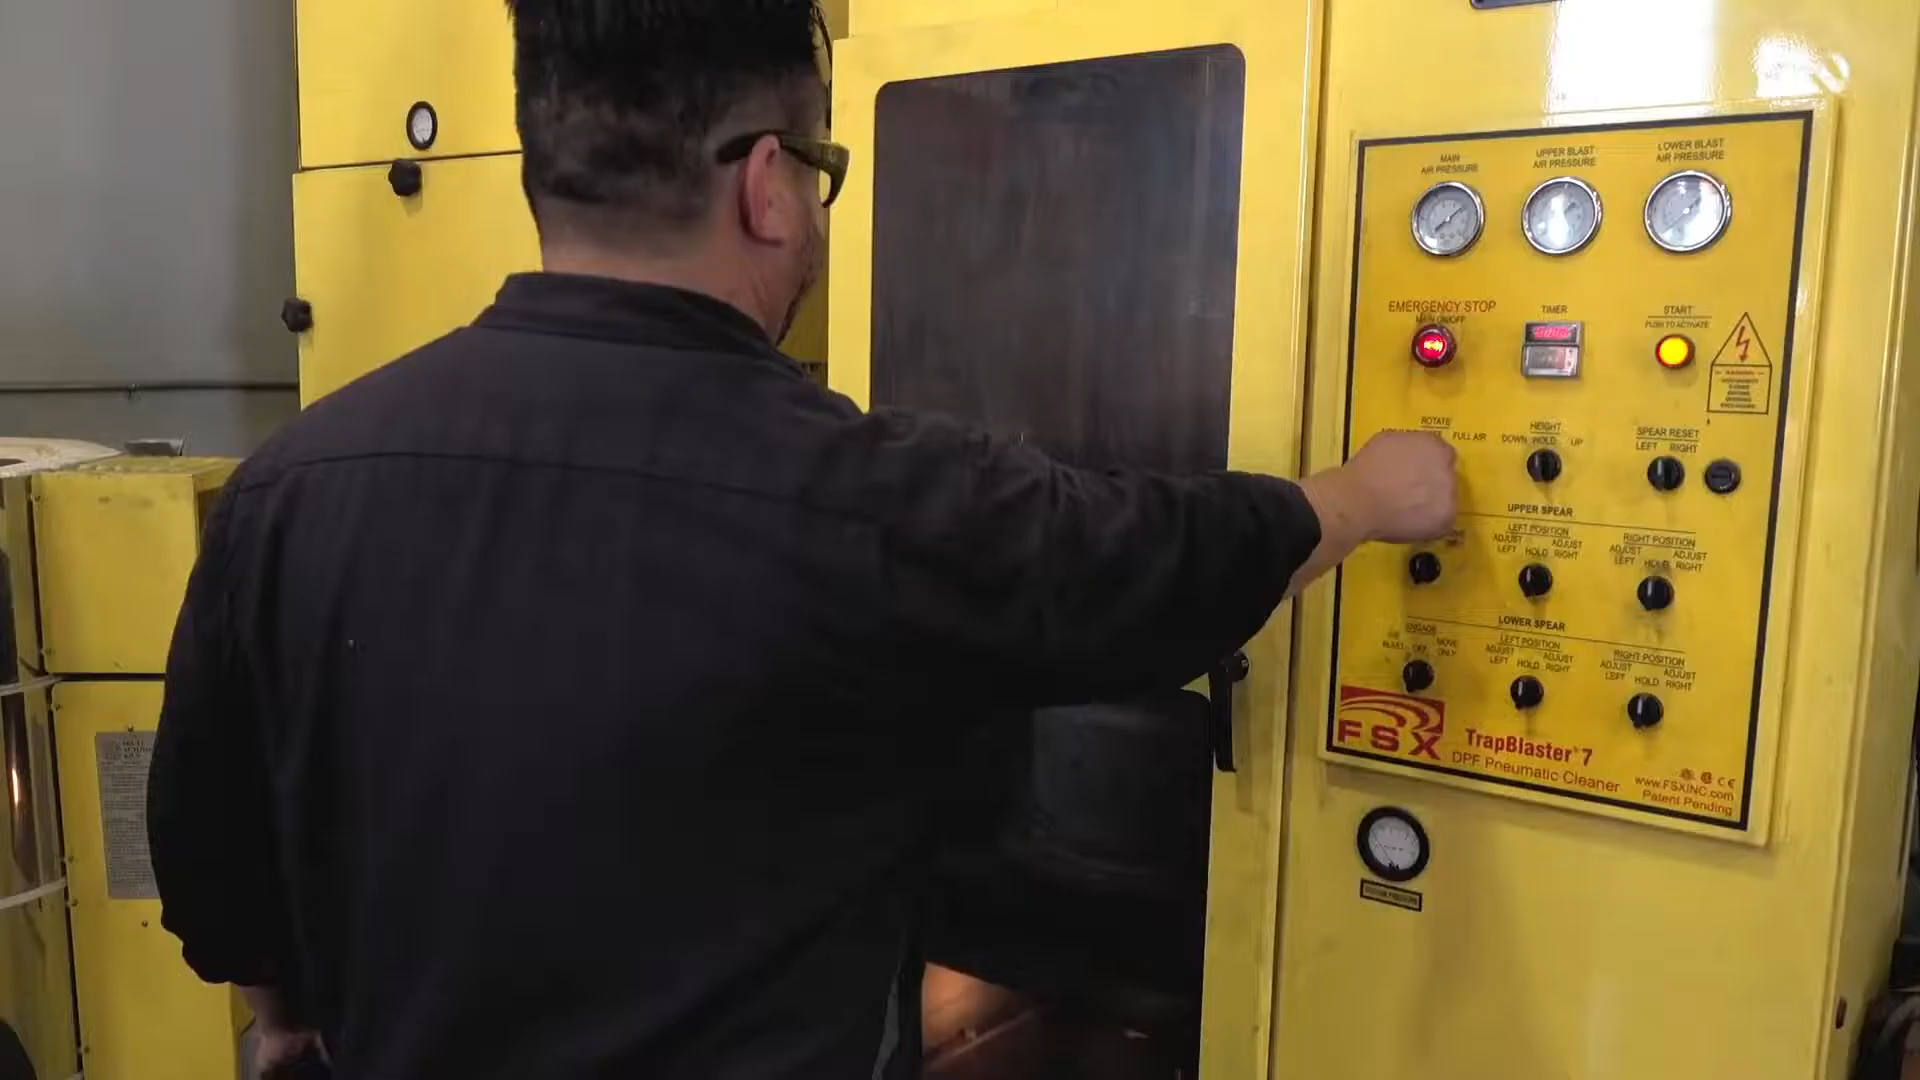 MAIN
AIR PRESSURE
UPPER BLAST
AIR PRESSURE
LOWER BLAST
AIR PRESSURE
EMERGENCY STOP
MAIN ON/OFF
TIMER
START
PUSH TO ACTIVATE
ROTATE
FULL AIR
HEIGHT
DOWN HOLD UP
SPEAR RESET
LEFT RIGHT
UPPER SPEAR
LEFT POSITION
ADJUST ADJUST
LEFT HOLD RIGHT
RIGHT POSITION
ADJUST ADJUST
LEFT HOLD RIGHT
LOWER SPEAR
ENGAGE
MOVE
BLAST OFF ONLY
LEFT POSITION
ADJUST ADJUST
LEFT HOLD RIGHT
RIGHT POSITION
ADJUST ADJUST
LEFT HOLD RIGHT
FSX
TrapBlaster® 7
DPF Pneumatic Cleaner
www.FSXINC.com
Patent Pending